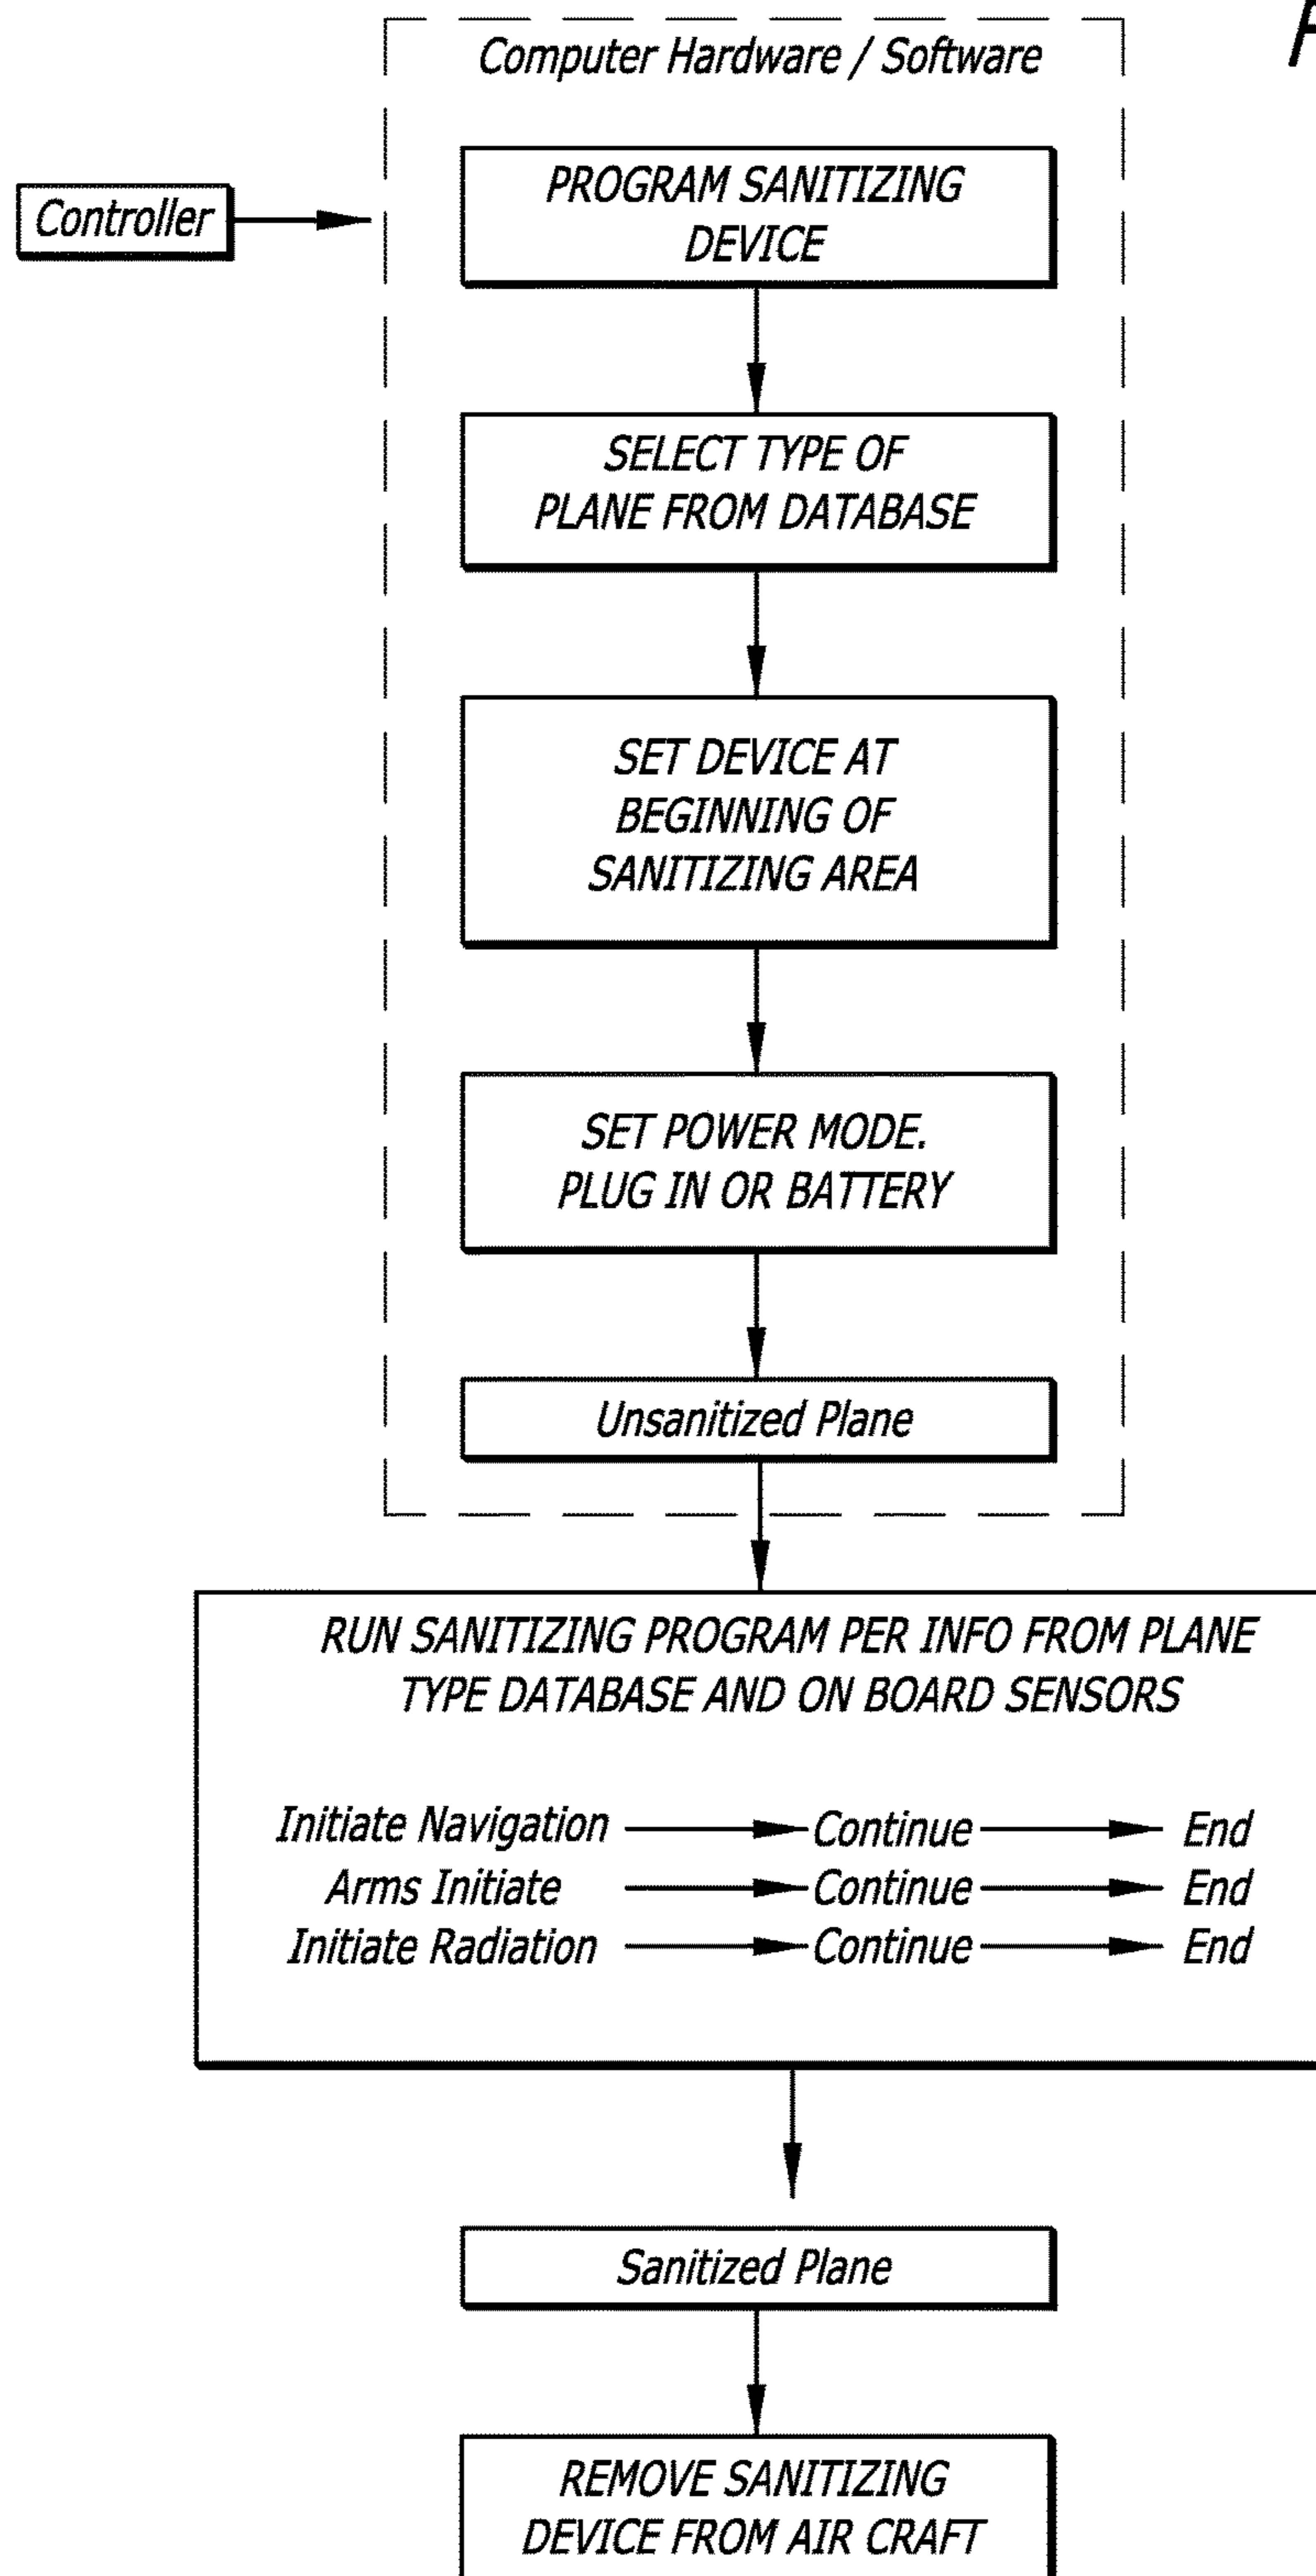 Computer Hardware / Software
Controller
PROGRAM SANITIZING
DEVICE
SELECT TYPE OF
PLANE FROM DATABASE
SET DEVICE AT
BEGINNING OF
SANITIZING AREA
SET POWER MODE.
PLUG IN OR BATTERY
Unsanitized Plane
RUN SANITIZING PROGRAM PER INFO FROM PLANE
TYPE DATABASE AND ON BOARD SENSORS
Initiate Navigation Continue End
Arms Initiate Continue End
Initiate Radiation Continue End
Sanitized Plane
REMOVE SANITIZING
DEVICE FROM AIR CRAFT